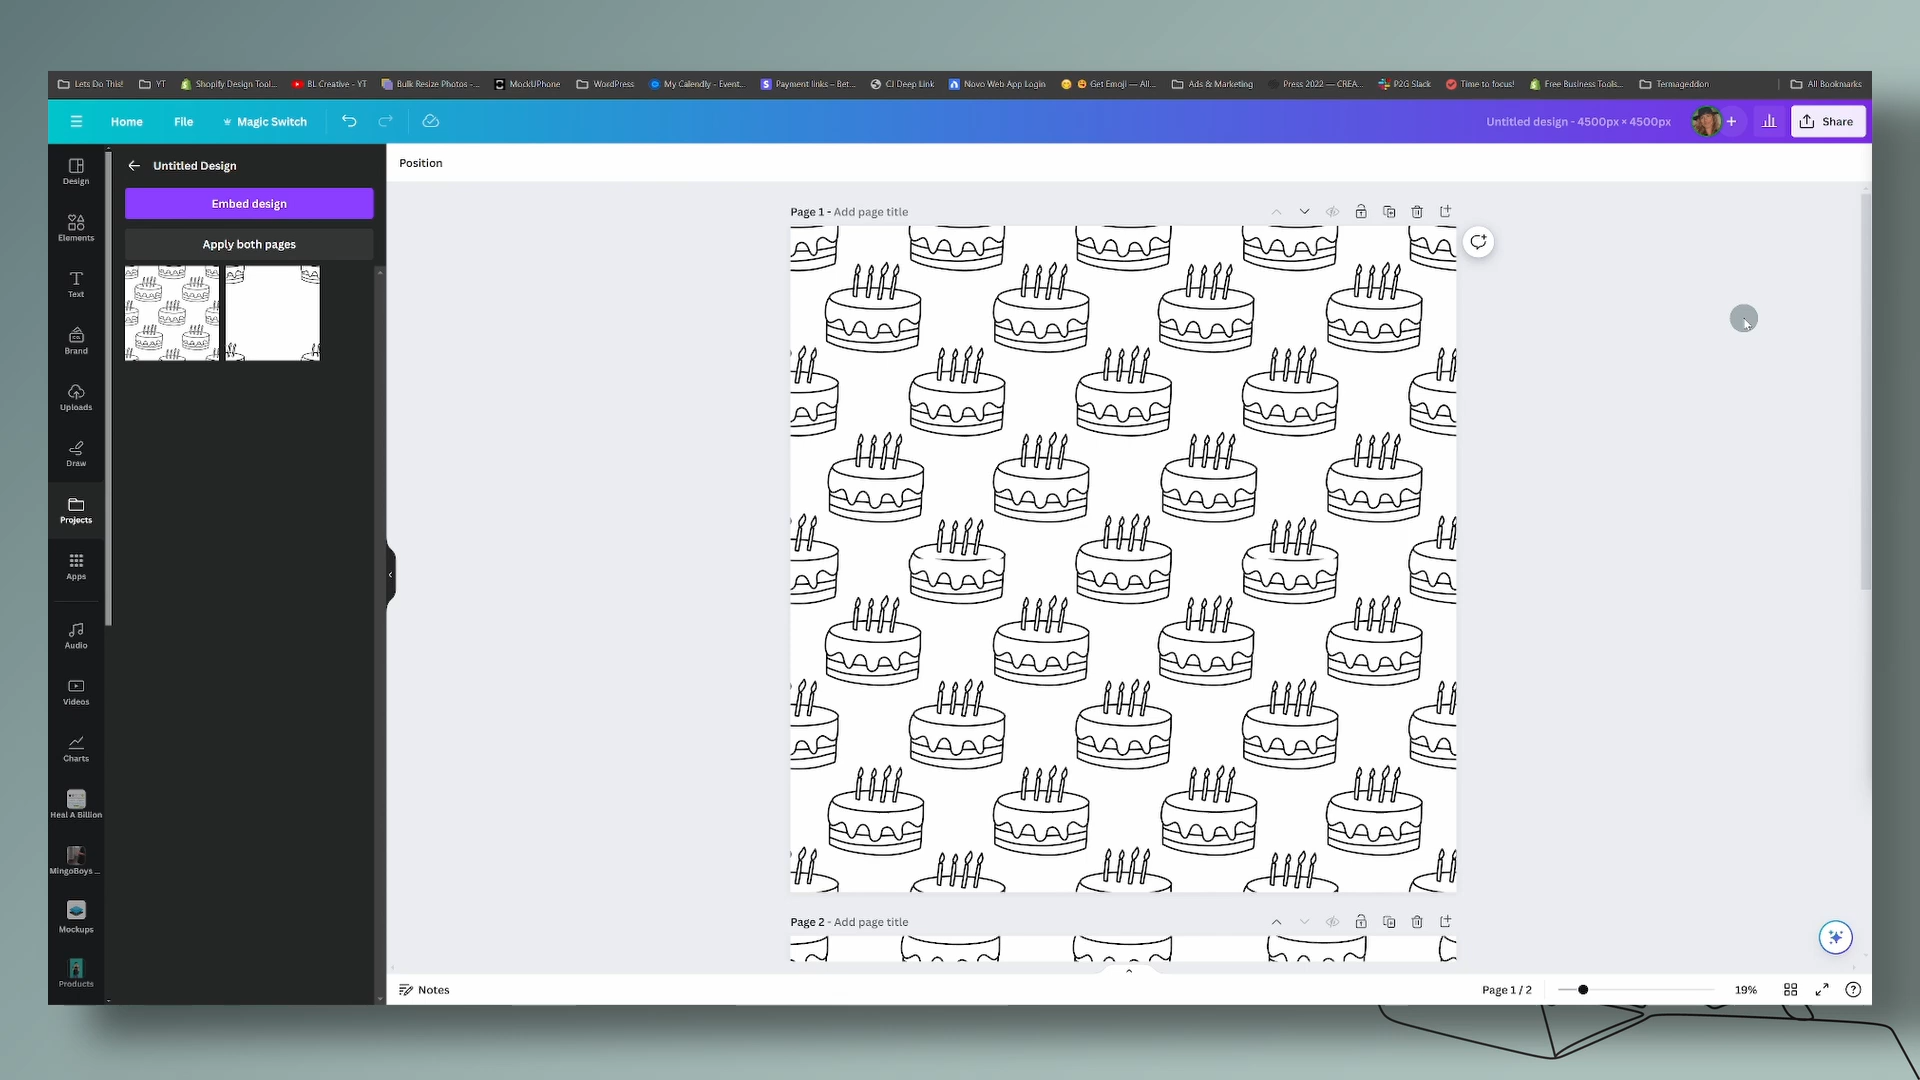 Lets Do This!
YT
Shopify Design Tool...
BL Creative - YT
Bulk Resize Photos -...
MockUPhone
WordPress
My Calendly - Event...
Payment links – Bet...
CJ Deep Link
Novo Web App Login
Get Emoji — All...
Ads & Marketing
Press 2022 — CREA...
P2G Slack
Time to focus!
Free Business Tools...
Termageddon
All Bookmarks
Home
File
Magic Switch
Untitled design - 4500px × 4500px
Share
Design
Elements
Text
Brand
Uploads
Draw
Projects
Apps
Audio
Videos
Charts
Heal A Billion
MingoBoys ...
Mockups
Products
Untitled Design
Embed design
Apply both pages
Position
Page 1 - Add page title
Page 2 - Add page title
Notes
Page 1 / 2
19%